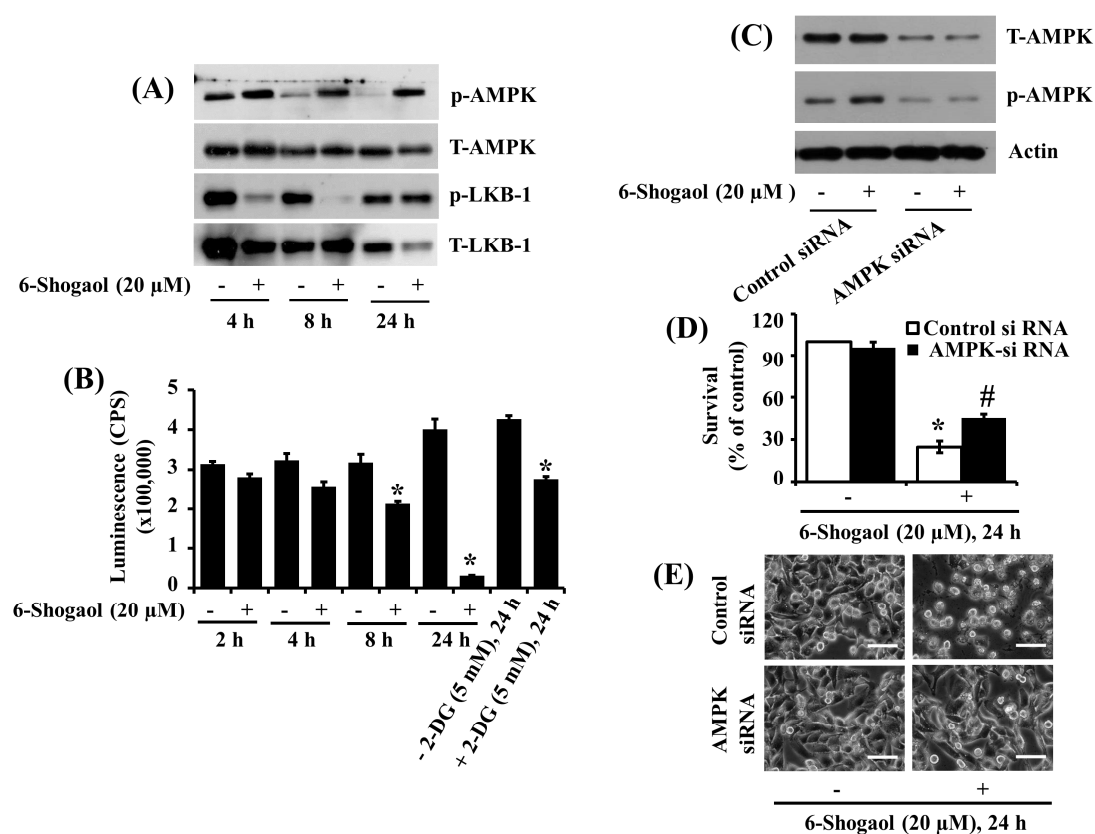 (A)
p-AMPK
T-AMPK
p-LKB-1
T-LKB-1
6-Shogaol (20 µM) - + - + - +
4 h 8 h 24 h
(B)
Luminescence (CPS)
(x100,000)
5
4
3
2
1
0
* * *
6-Shogaol (20 µM) - + - + - + - +
2 h 4 h 8 h 24 h
- 2-DG (5 mM), 24 h
+ 2-DG (5 mM), 24 h
(C)
T-AMPK
p-AMPK
Actin
6-Shogaol (20 µM ) - + - +
Control siRNA
AMPK siRNA
(D)
Survival
(% of control)
120
90
60
30
0
Control si RNA
AMPK-si RNA
* #
- +
6-Shogaol (20 µM), 24 h
(E)
Control
siRNA
AMPK
siRNA
- +
6-Shogaol (20 µM), 24 h